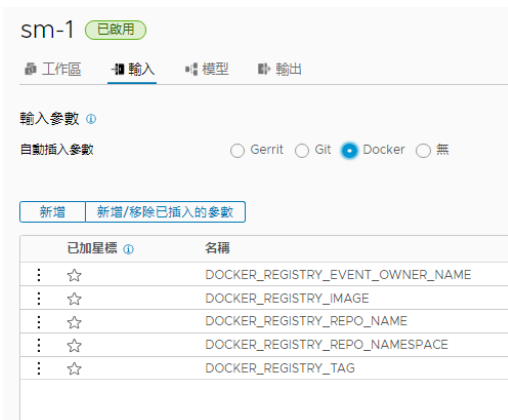 sm-1 已啟用
工作區 輸入 模型 輸出
輸入參數
自動插入參數 Gerrit Git Docker 無
新增 新增/移除已插入的參數
已加星標 名稱
DOCKER_REGISTRY_EVENT_OWNER_NAME
DOCKER_REGISTRY_IMAGE
DOCKER_REGISTRY_REPO_NAME
DOCKER_REGISTRY_REPO_NAMESPACE
DOCKER_REGISTRY_TAG